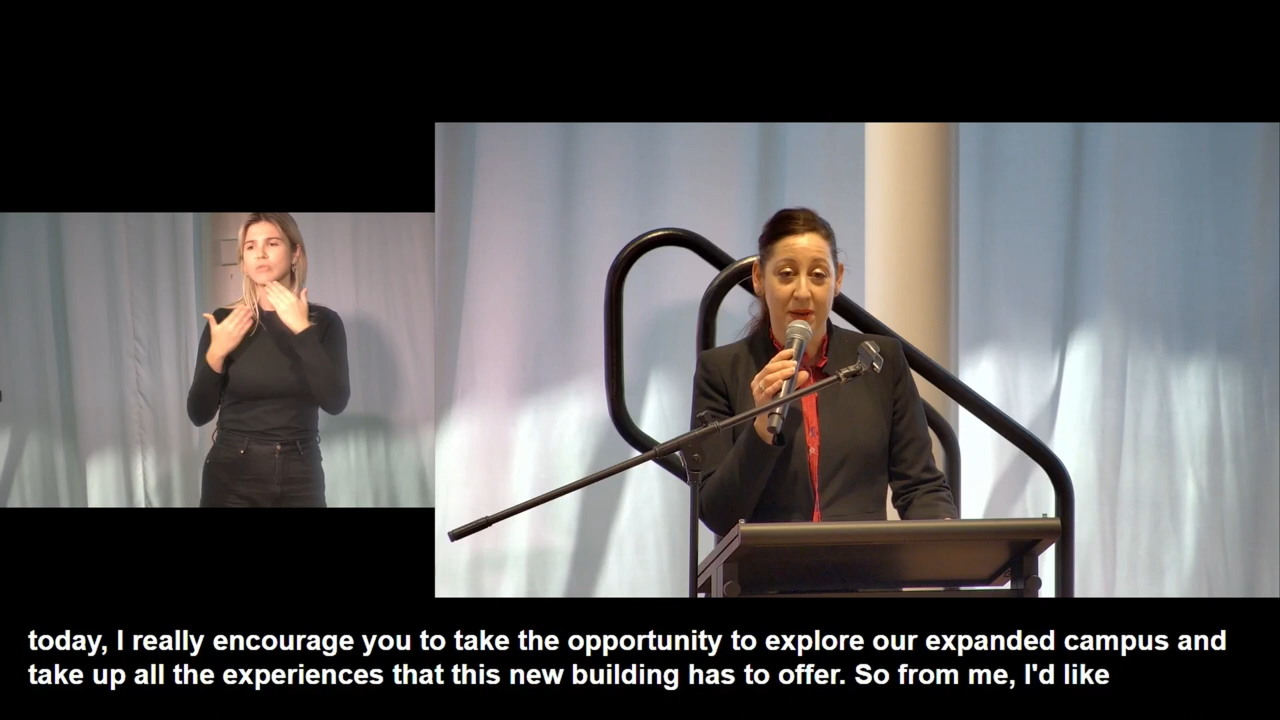 today, I really encourage you to take the opportunity to explore our expanded campus and
take up all the experiences that this new building has to offer. So from me, I'd like